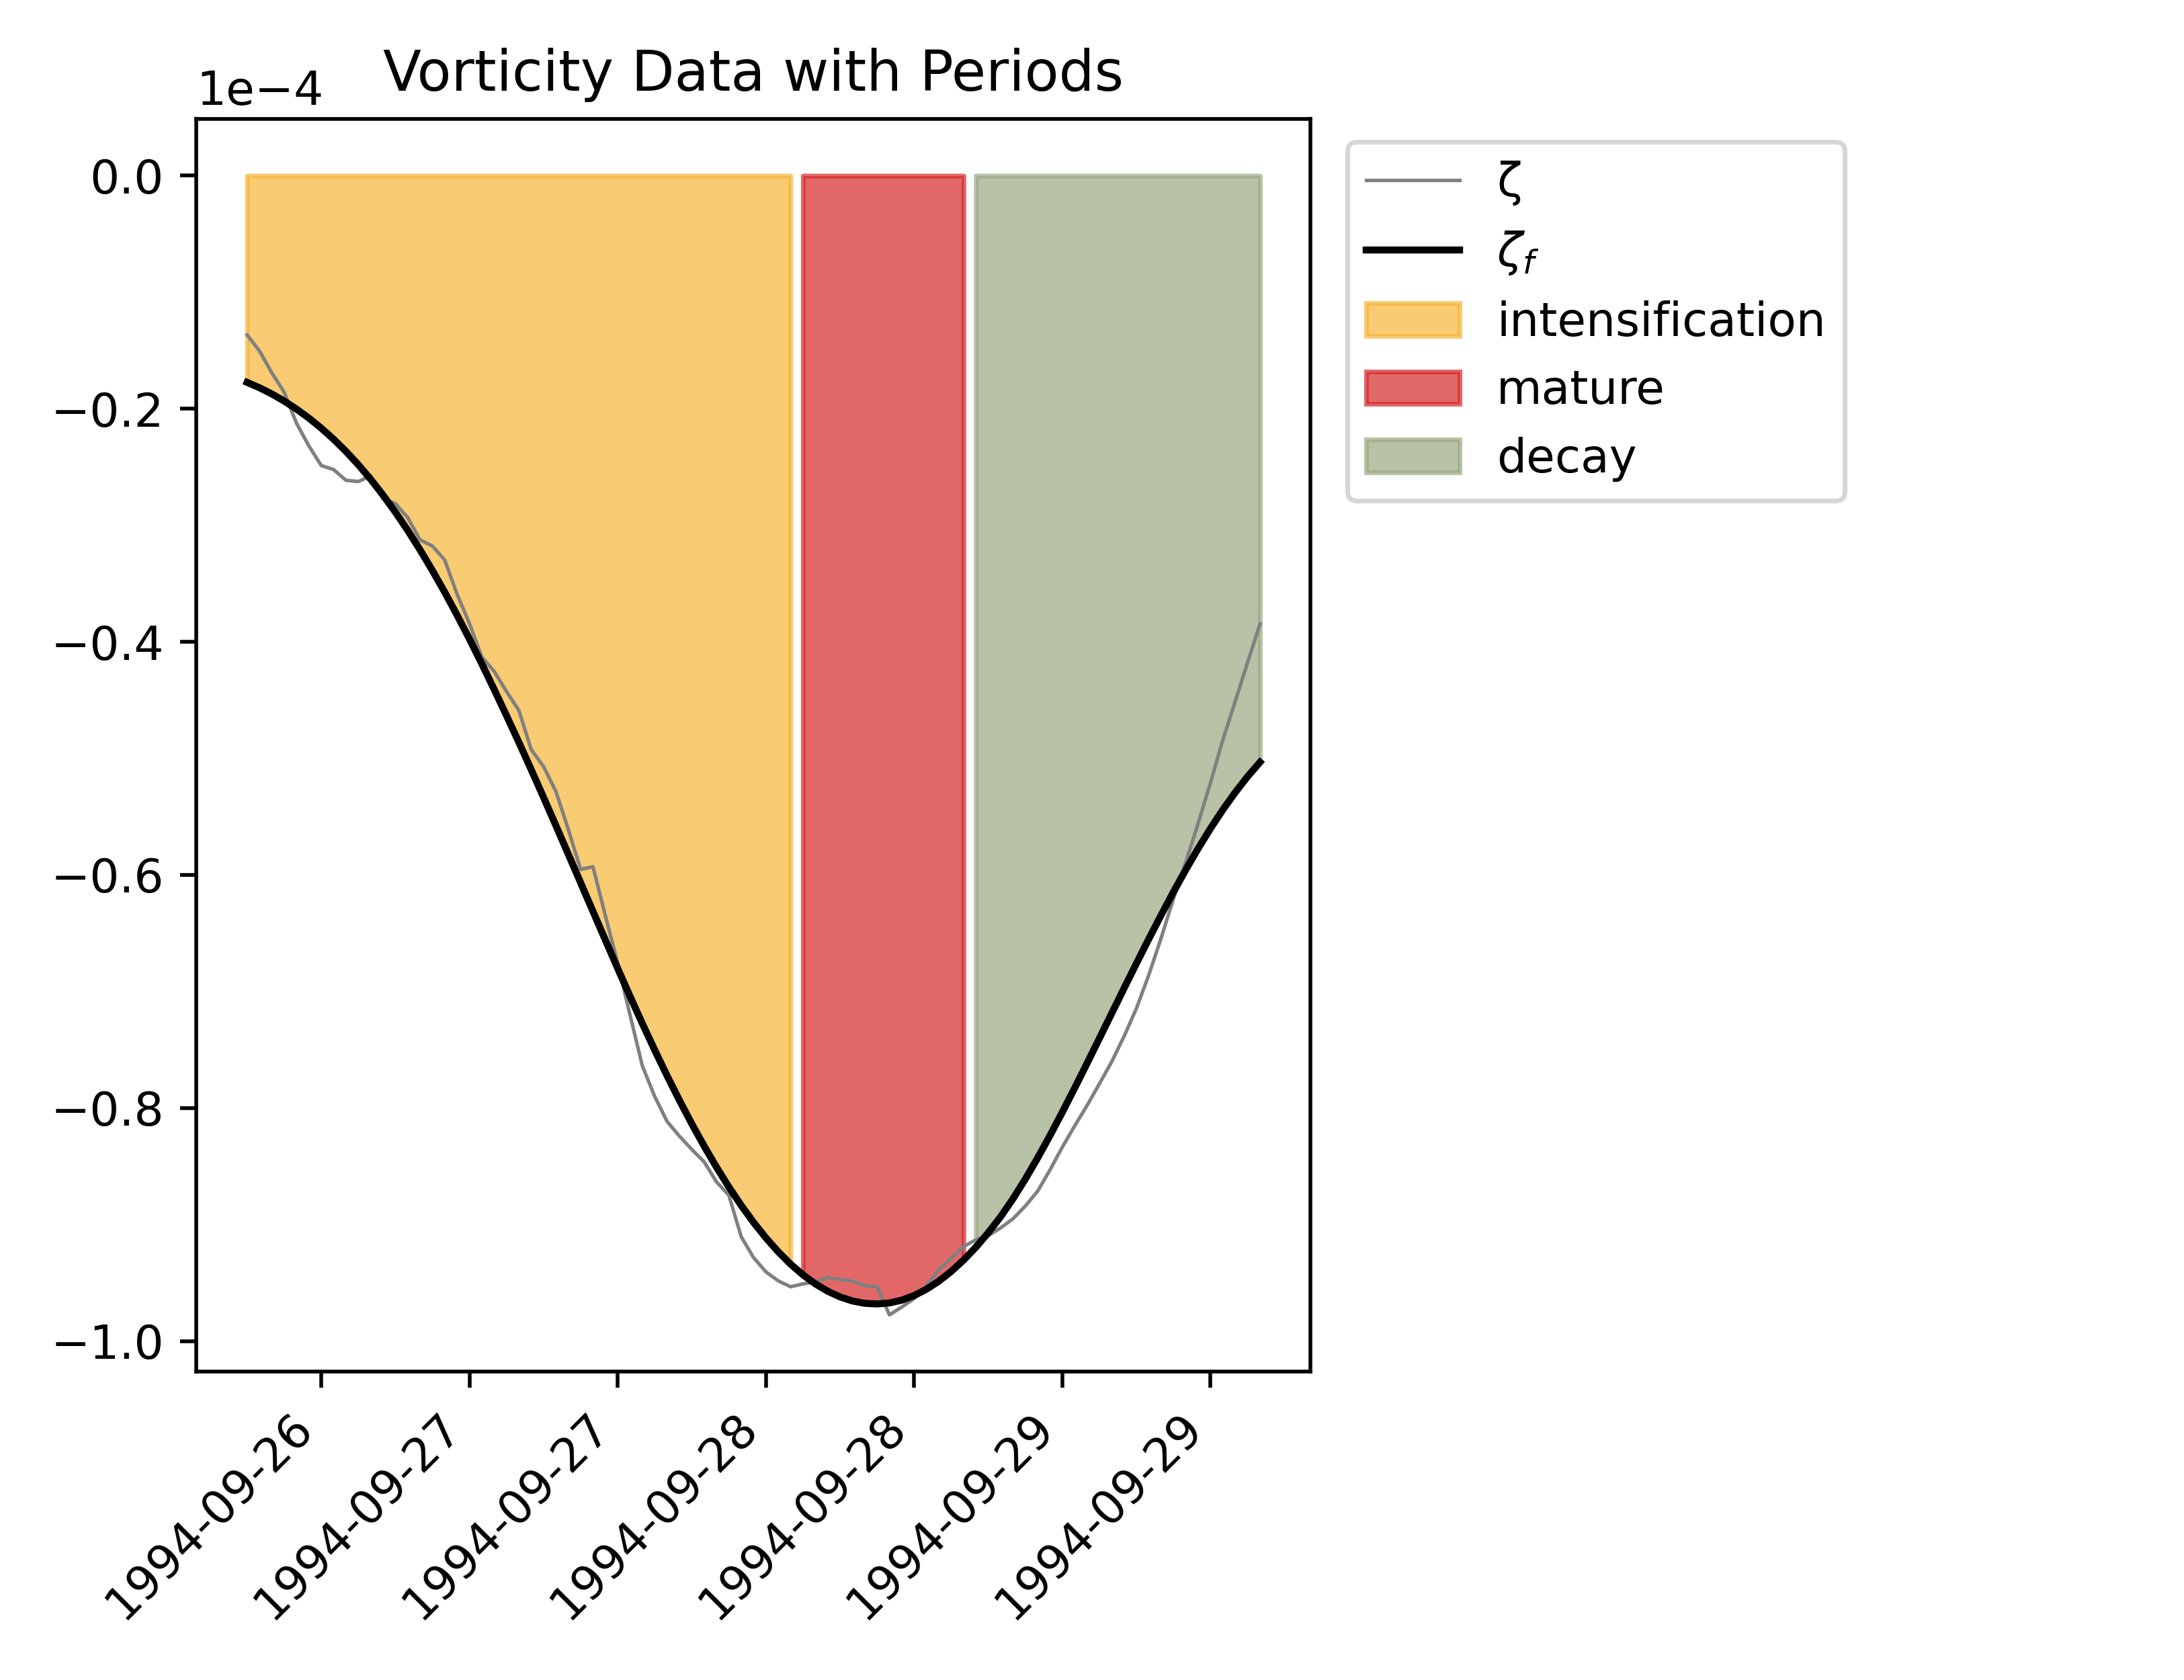 Vorticity Data with Periods
1e−4
0.0
−0.2
−0.4
−0.6
−0.8
−1.0
1994-09-26
1994-09-27
1994-09-27
1994-09-28
1994-09-28
1994-09-29
1994-09-29
ζ
ζf
intensification
mature
decay